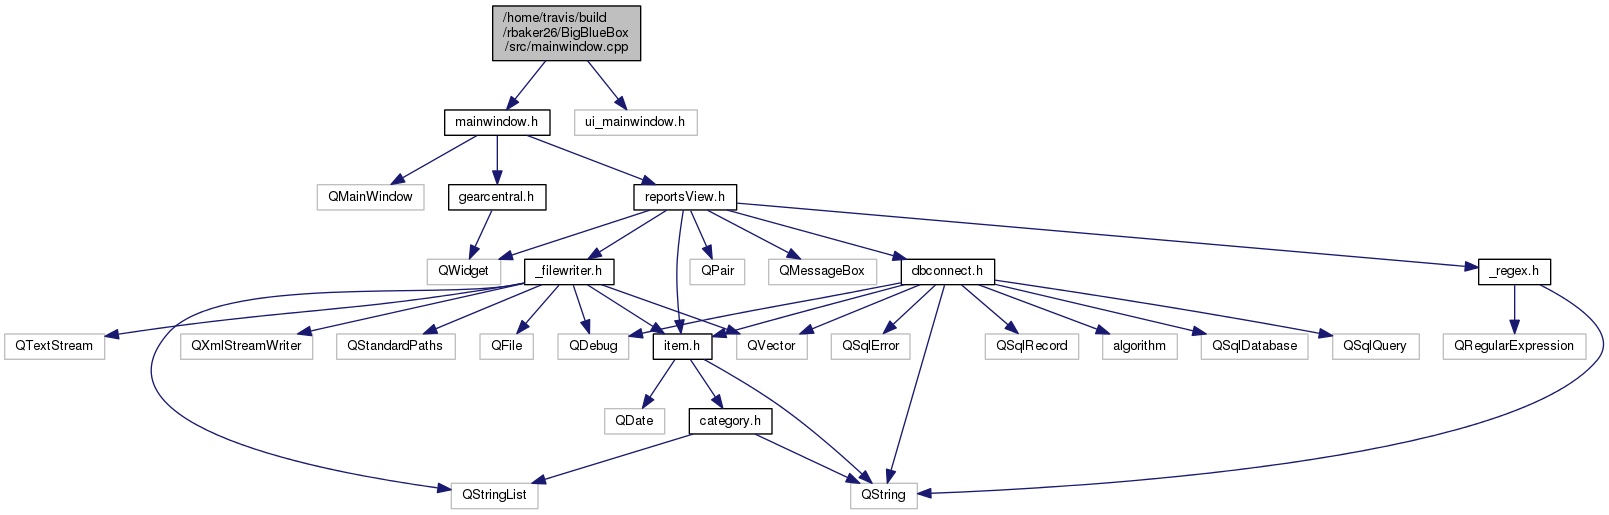 /home/travis/build
/rbaker26/BigBlueBox
/src/mainwindow.cpp
mainwindow.h
ui_mainwindow.h
QMainWindow
gearcentral.h
reportsView.h
QWidget
_filewriter.h
QPair
QMessageBox
dbconnect.h
_regex.h
QTextStream
QXmlStreamWriter
QStandardPaths
QFile
QDebug
item.h
QVector
QSqlError
QSqlRecord
algorithm
QSqlDatabase
QSqlQuery
QRegularExpression
QDate
category.h
QStringList
QString